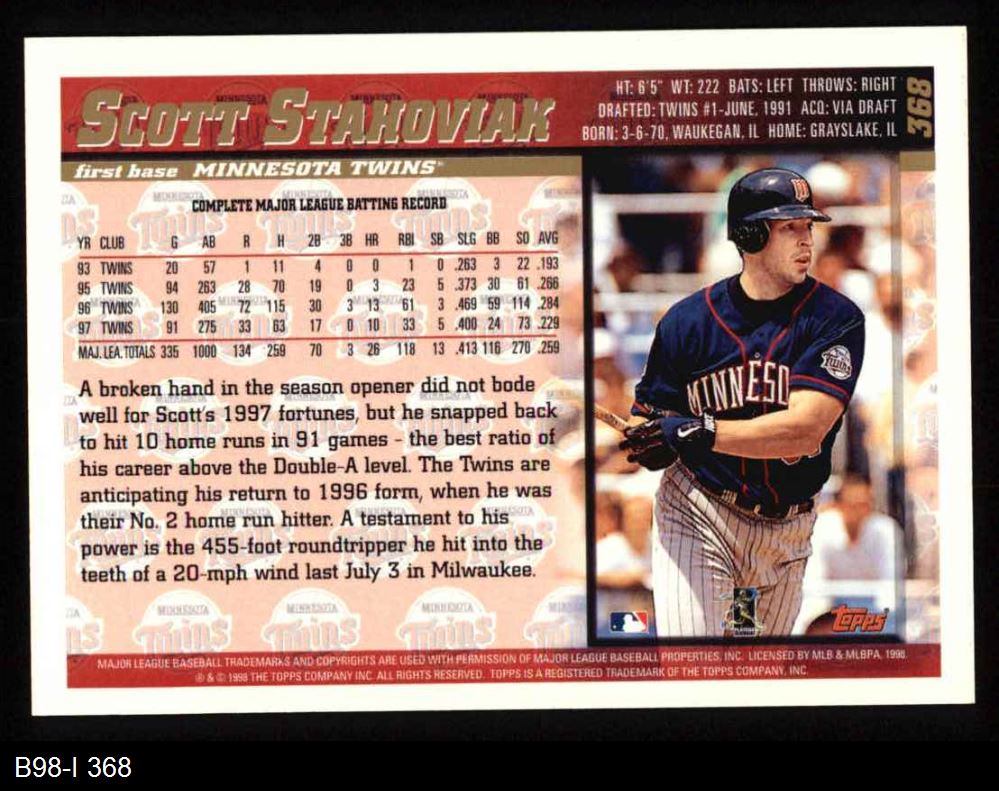 SCOTT STAHOVIAK
HT: 6'5" WT: 222 BATS: LEFT THROWS: RIGHT
DRAFTED: TWINS #1-JUNE, 1991 ACQ: VIA DRAFT
BORN: 3-6-70, WAUKEGAN, IL HOME: GRAYSLAKE, IL
368
first base MINNESOTA TWINS™
COMPLETE MAJOR LEAGUE BATTING RECORD
YR CLUB G AB R H 2B 3B HR RBI SB SLG BB SO AVG
93 TWINS 20 57 1 11 4 0 0 1 0 .263 3 22 .193
95 TWINS 94 263 28 70 19 0 3 23 5 .373 30 61 .266
96 TWINS 130 405 72 115 30 3 13 61 3 .469 59 114 .284
97 TWINS 91 275 33 63 17 0 10 33 5 .400 24 73 .229
MAJ. LEA. TOTALS 335 1000 134 259 70 3 26 118 13 .413 116 270 .259
A broken hand in the season opener did not bode
well for Scott's 1997 fortunes, but he snapped back
to hit 10 home runs in 91 games - the best ratio of
his career above the Double-A level. The Twins are
anticipating his return to 1996 form, when he was
their No. 2 home run hitter. A testament to his
power is the 455-foot roundtripper he hit into the
teeth of a 20-mph wind last July 3 in Milwaukee.
MINNESO
Twins
Topps
MINNESOTA Twins
MAJOR LEAGUE BASEBALL TRADEMARKS AND COPYRIGHTS ARE USED WITH PERMISSION OF MAJOR LEAGUE BASEBALL PROPERTIES, INC. LICENSED BY MLB & MLBPA, 1998.
® & © 1998 THE TOPPS COMPANY INC. ALL RIGHTS RESERVED. TOPPS IS A REGISTERED TRADEMARK OF THE TOPPS COMPANY, INC.
B98-I 368